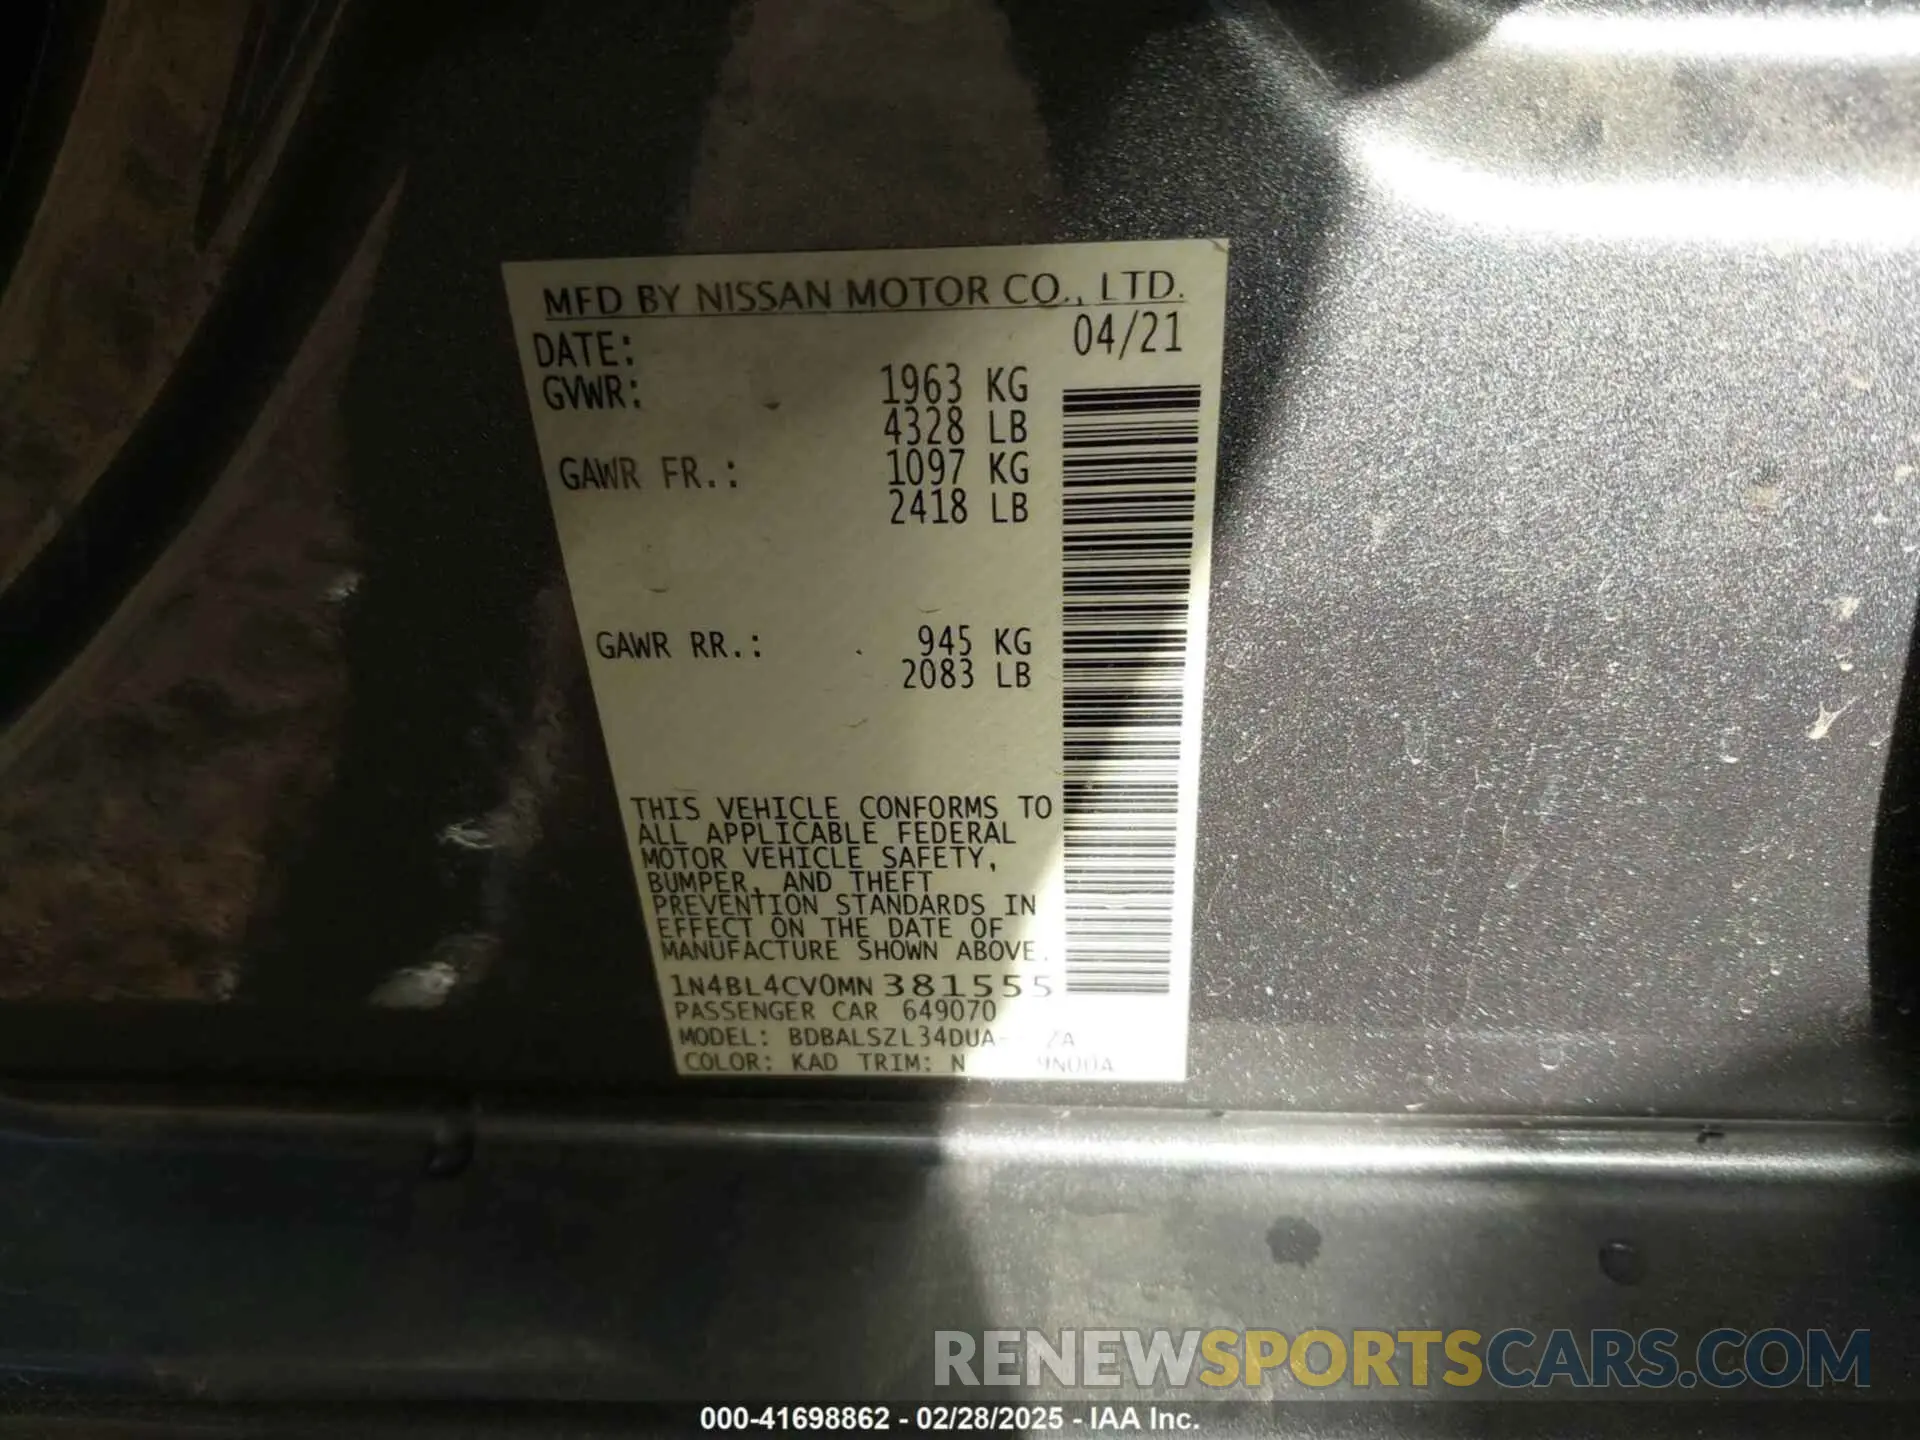 MFD BY NISSAN MOTOR CO., LTD.
DATE: 04/21
GVWR: 1963 KG
4328 LB
GAWR FR.: 1097 KG
2418 LB
GAWR RR.: 945 KG
2083 LB
THIS VEHICLE CONFORMS TO
ALL APPLICABLE FEDERAL
MOTOR VEHICLE SAFETY,
BUMPER, AND THEFT
PREVENTION STANDARDS IN
EFFECT ON THE DATE OF
MANUFACTURE SHOWN ABOVE.
1N4BL4CV0MN381555
PASSENGER CAR 649070
MODEL: BDBALSZL34DUA-
COLOR: KAD TRIM:
RENEWSPORTSCARS.COM
000-41698862 - 02/28/2025 - IAA Inc.